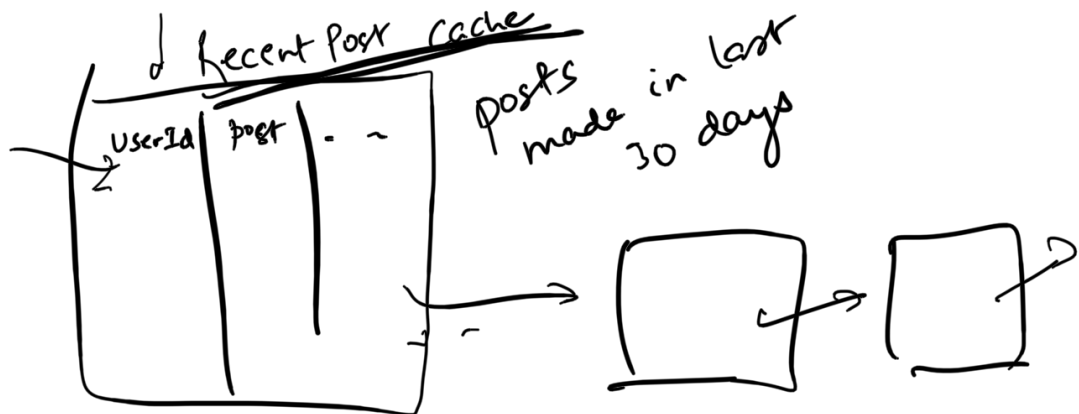 Recent Post cache
UserId post . ~
posts
made in last
30 days